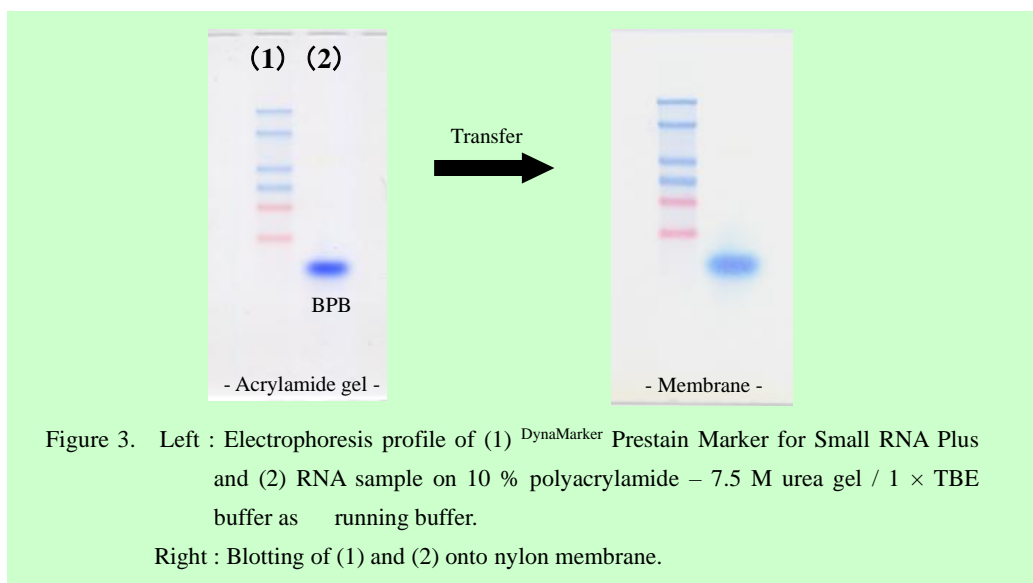 (1) (2)
Transfer
BPB
- Acrylamide gel -
- Membrane -
Figure 3. Left : Electrophoresis profile of (1) DynaMarker Prestain Marker for Small RNA Plus
and (2) RNA sample on 10 % polyacrylamide – 7.5 M urea gel / 1 × TBE
buffer as running buffer.
Right : Blotting of (1) and (2) onto nylon membrane.